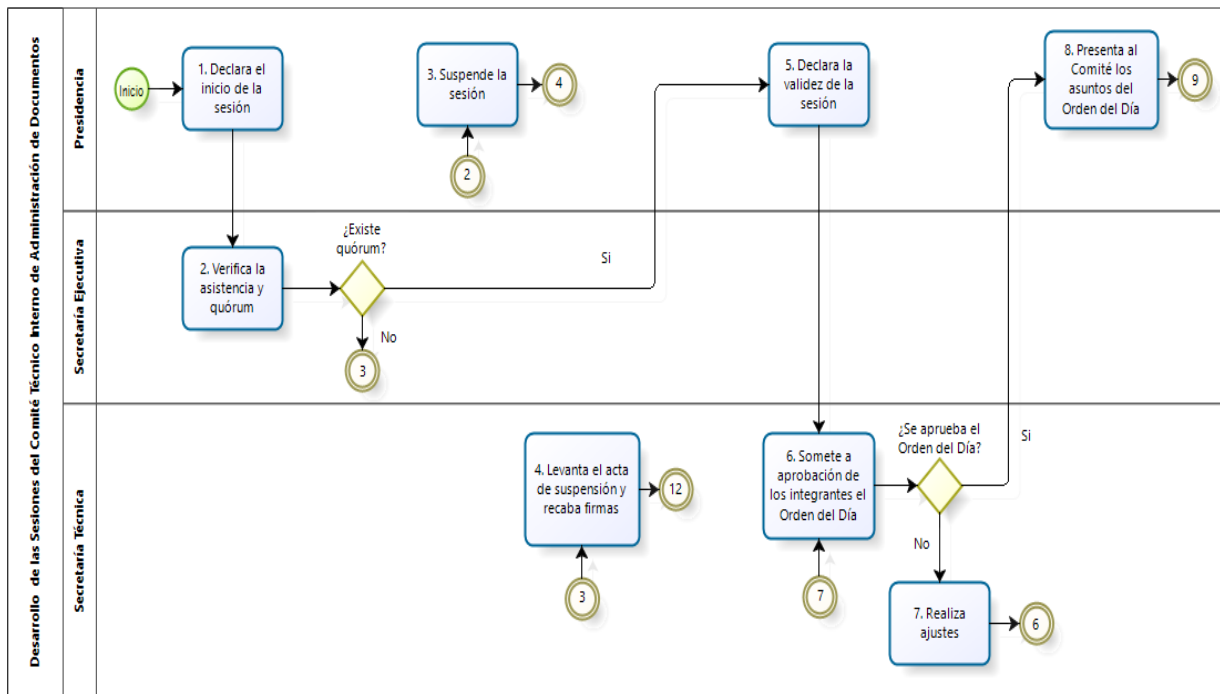 Desarrollo de las Sesiones del Comité Técnico Interno de Administración de Documentos
Presidencia
Inicio
1. Declara el
inicio de la
sesión
3. Suspende la
sesión
4
2
5. Declara la
validez de la
sesión
8. Presenta al
Comité los
asuntos del
Orden del Día
9
Secretaría Ejecutiva
2. Verifica la
asistencia y
quórum
¿Existe
quórum?
Si
No
3
Secretaría Técnica
4. Levanta el acta
de suspensión y
recaba firmas
12
3
6. Somete a
aprobación de
los integrantes el
Orden del Día
7
¿Se aprueba el
Orden del Día?
Si
No
7. Realiza
ajustes
6